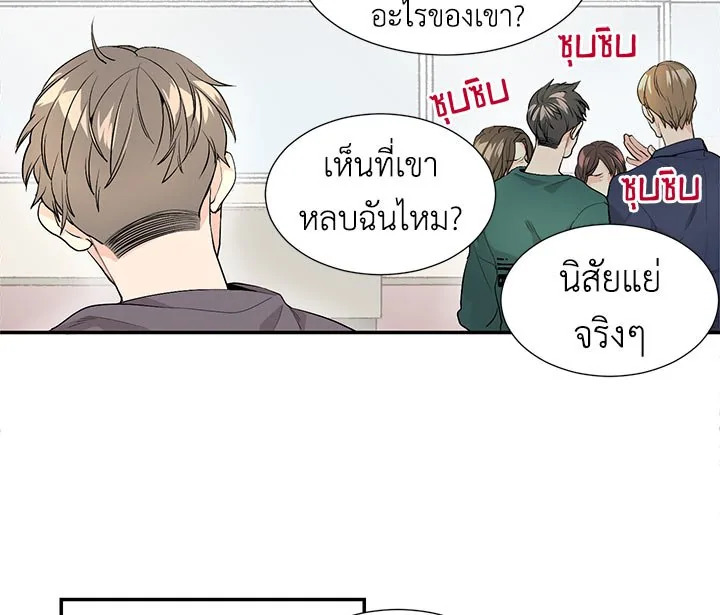 อะไรของเขา?
ซุบซิบ
ซุบซิบ
เห็นที่เขา
หลบฉันไหม?
ซุบซิบ
นิสัยแย่
จริงๆ